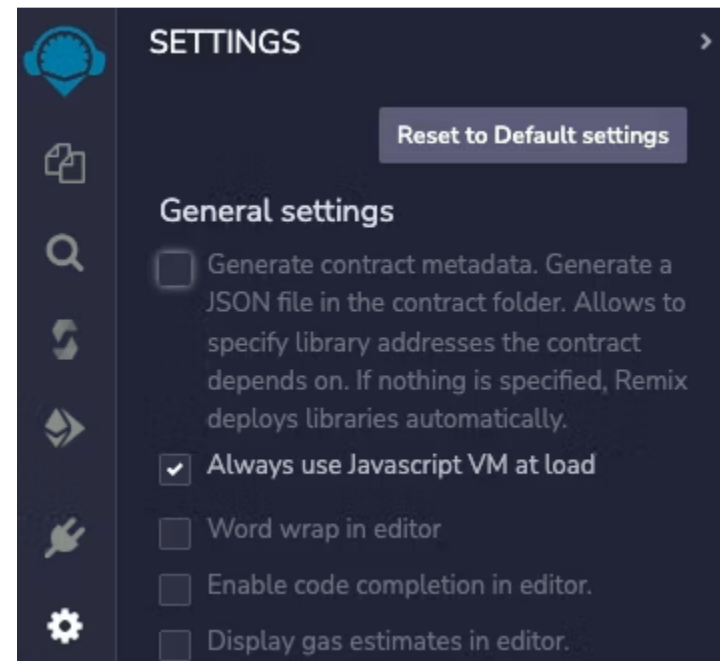 SETTINGS
Reset to Default settings
General settings
Generate contract metadata. Generate a
JSON file in the contract folder. Allows to
specify library addresses the contract
depends on. If nothing is specified, Remix
deploys libraries automatically.
Always use Javascript VM at load
Word wrap in editor
Enable code completion in editor.
Display gas estimates in editor.